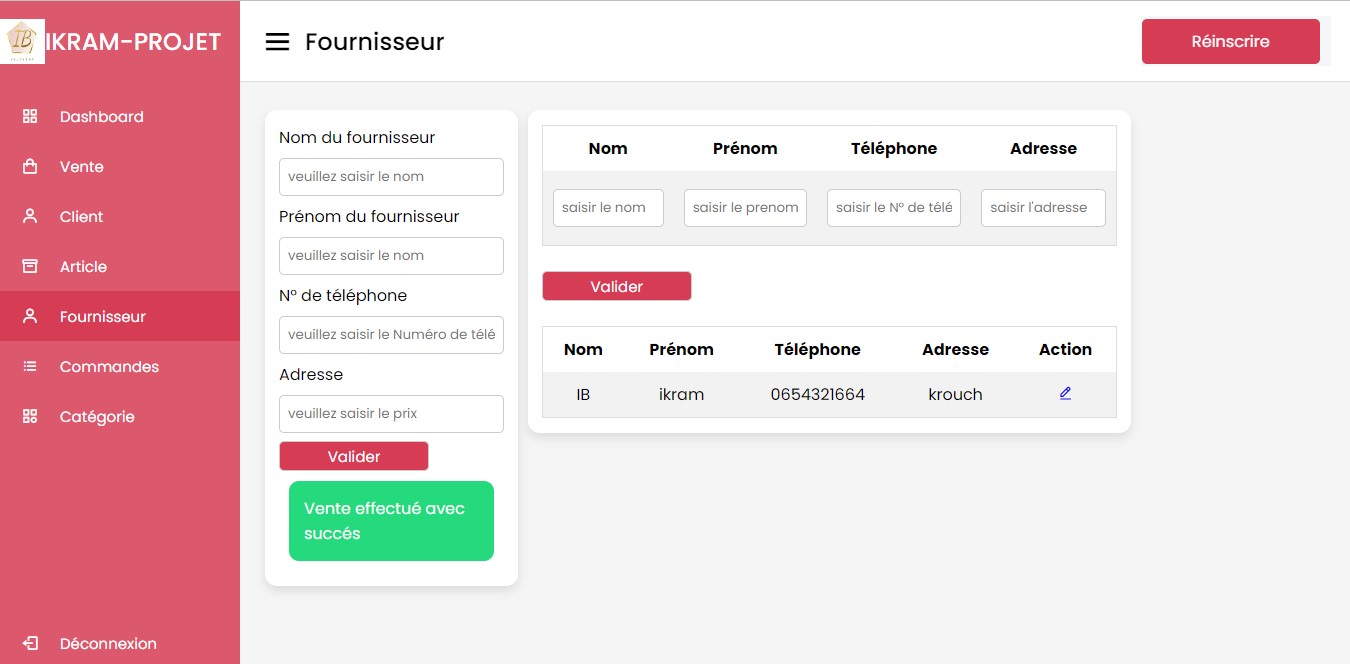 IB
IKRAM-PROJET
Dashboard
Vente
Client
Article
Fournisseur
Commandes
Catégorie
Déconnexion
Fournisseur
Réinscrire
Nom du fournisseur
veuillez saisir le nom
Prénom du fournisseur
veuillez saisir le nom
N° de téléphone
veuillez saisir le Numéro de télé
Adresse
veuillez saisir le prix
Valider
Vente effectué avec
succés
Nom Prénom Téléphone Adresse
saisir le nom saisir le prenom saisir le N° de télé saisir l'adresse
Valider
Nom Prénom Téléphone Adresse Action
IB ikram 0654321664 krouch